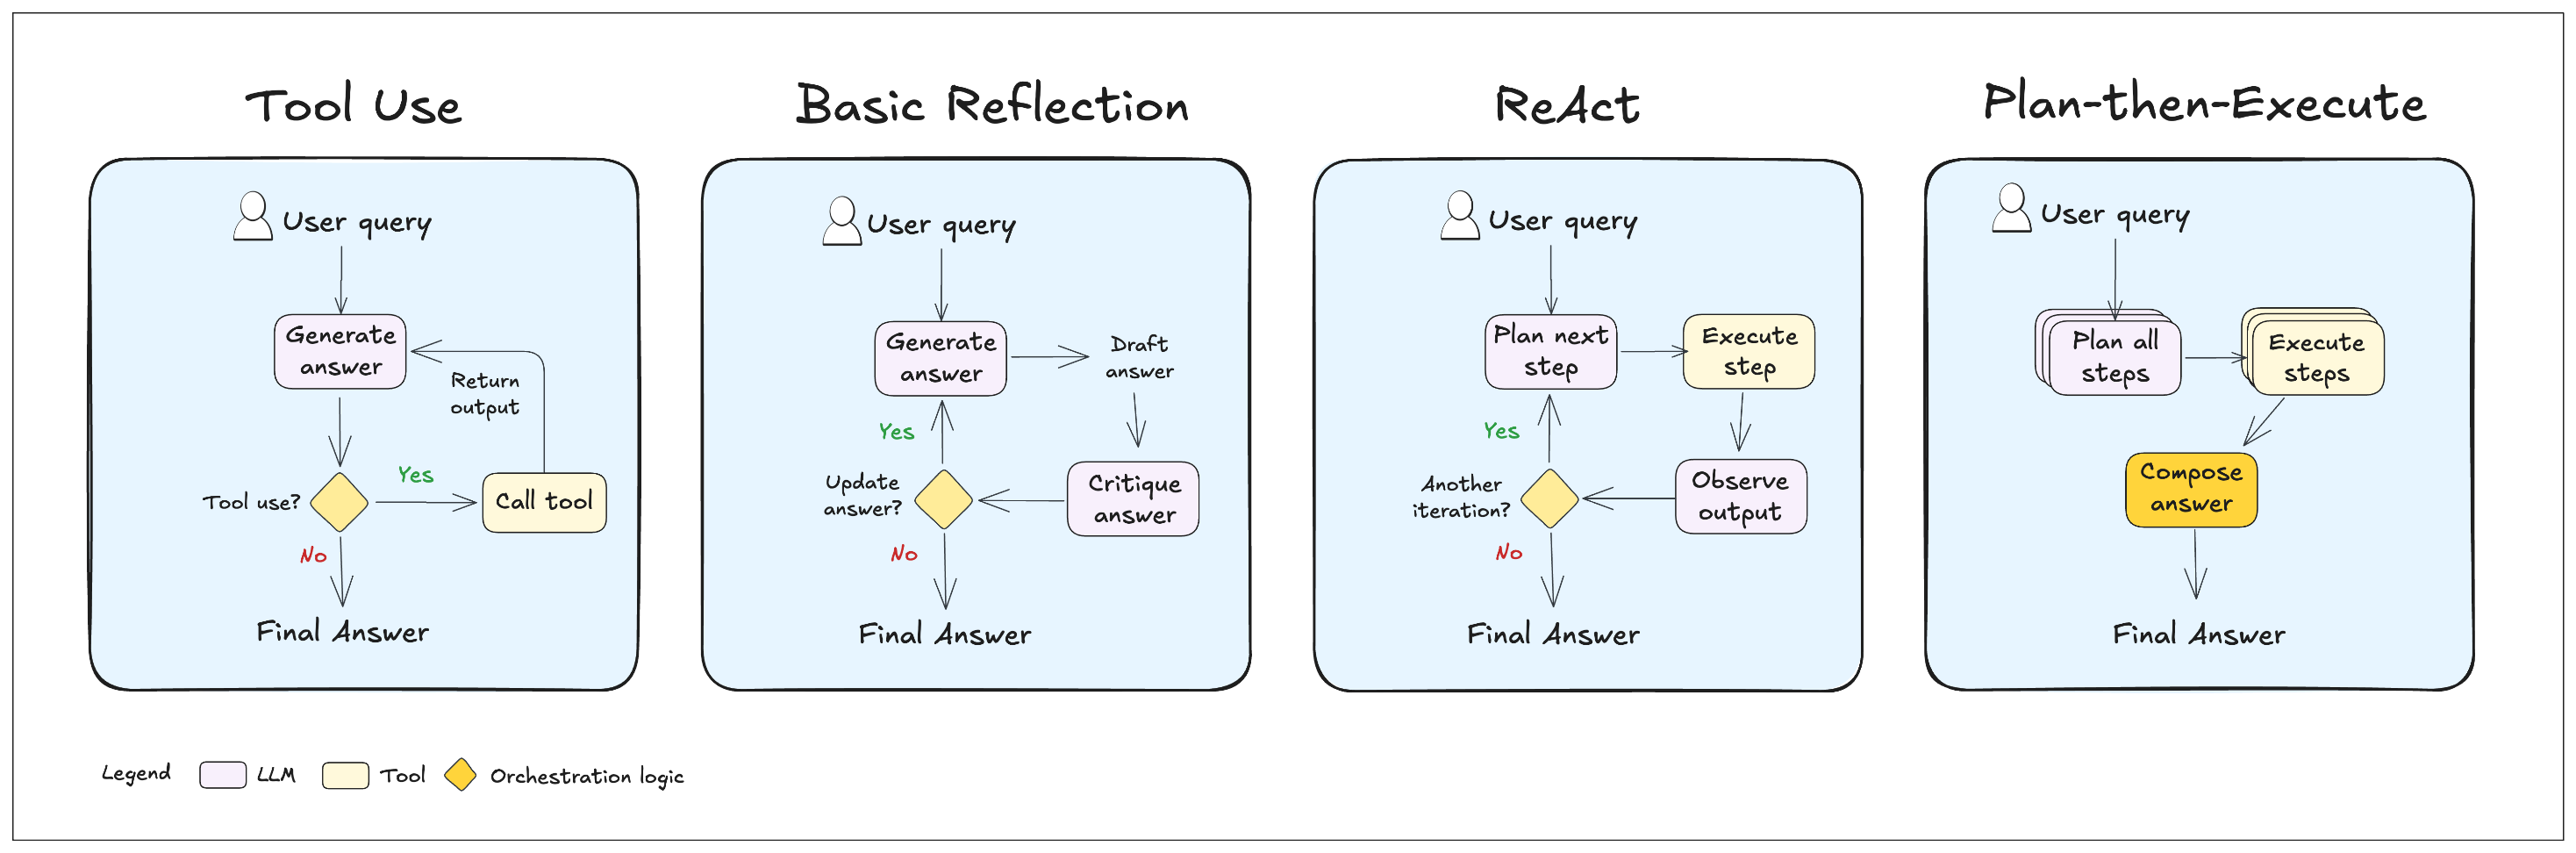 Tool Use
User query
Generate
answer
Return
output
Tool use?
Yes
Call tool
No
Final Answer
Basic Reflection
User query
Generate
answer
Draft
answer
Yes
Update
answer?
Critique
answer
No
Final Answer
ReAct
User query
Plan next
step
Execute
step
Yes
Another
iteration?
Observe
output
No
Final Answer
Plan-then-Execute
User query
Plan all
steps
Execute
steps
Compose
answer
Final Answer
Legend
LLM
Tool
Orchestration logic